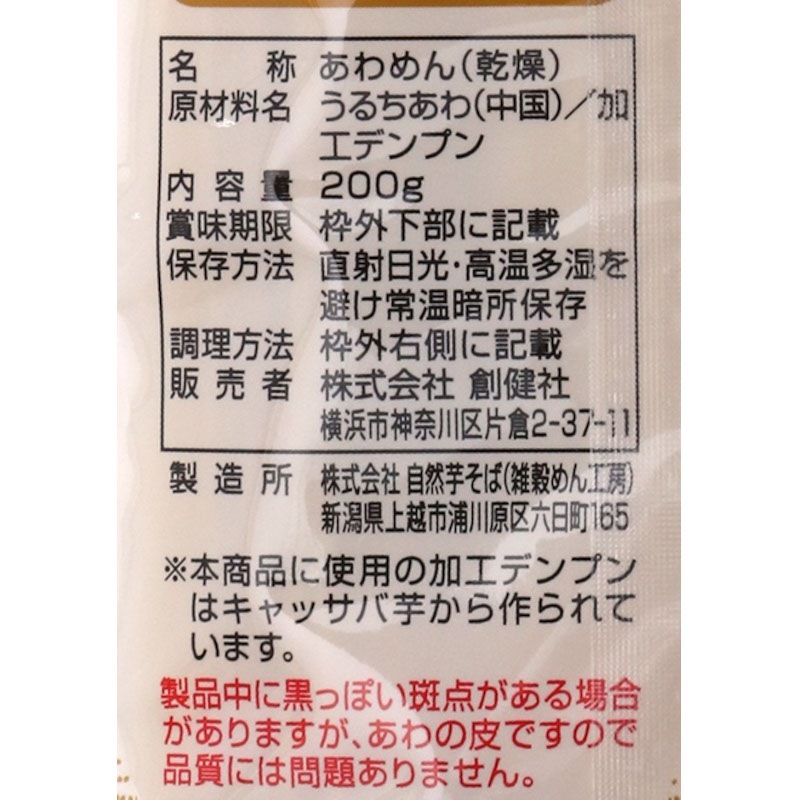 名称 あわめん(乾燥)
原材料名 うるちあわ(中国)/加
工デンプン
内容量 200g
賞味期限 枠外下部に記載
保存方法 直射日光・高温多湿を
避け常温暗所保存
調理方法 枠外右側に記載
販売者 株式会社 創健社
横浜市神奈川区片倉2-37-11
製造所 株式会社 自然芋そば(雑穀めん工房)
新潟県上越市浦川原区六日町165
※本商品に使用の加工デンプン
はキャッサバ芋から作られて
います。
製品中に黒っぽい斑点がある場合
がありますが、あわの皮ですので
品質には問題ありません。